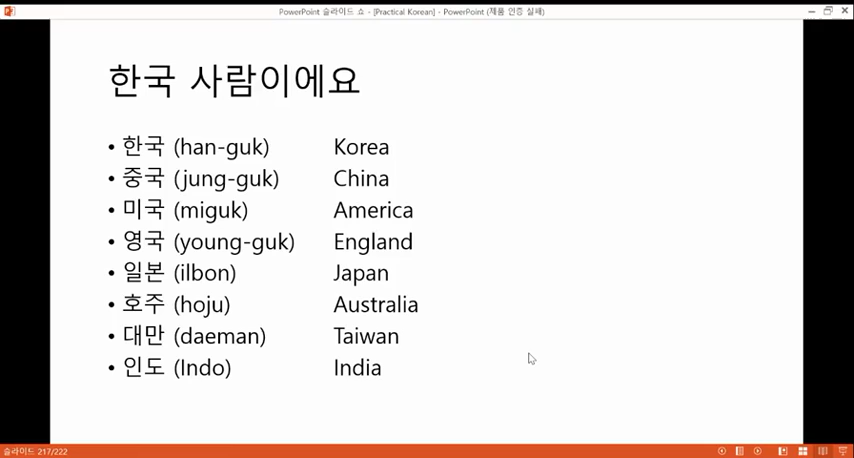 PowerPoint 슬라이드 쇼 - [Practical Korean] - PowerPoint (제품 인증 실패)
한국 사람이에요
• 한국 (han-guk) Korea
• 중국 (jung-guk) China
• 미국 (miguk) America
• 영국 (young-guk) England
• 일본 (ilbon) Japan
• 호주 (hoju) Australia
• 대만 (daeman) Taiwan
• 인도 (Indo) India
슬라이드 217/222